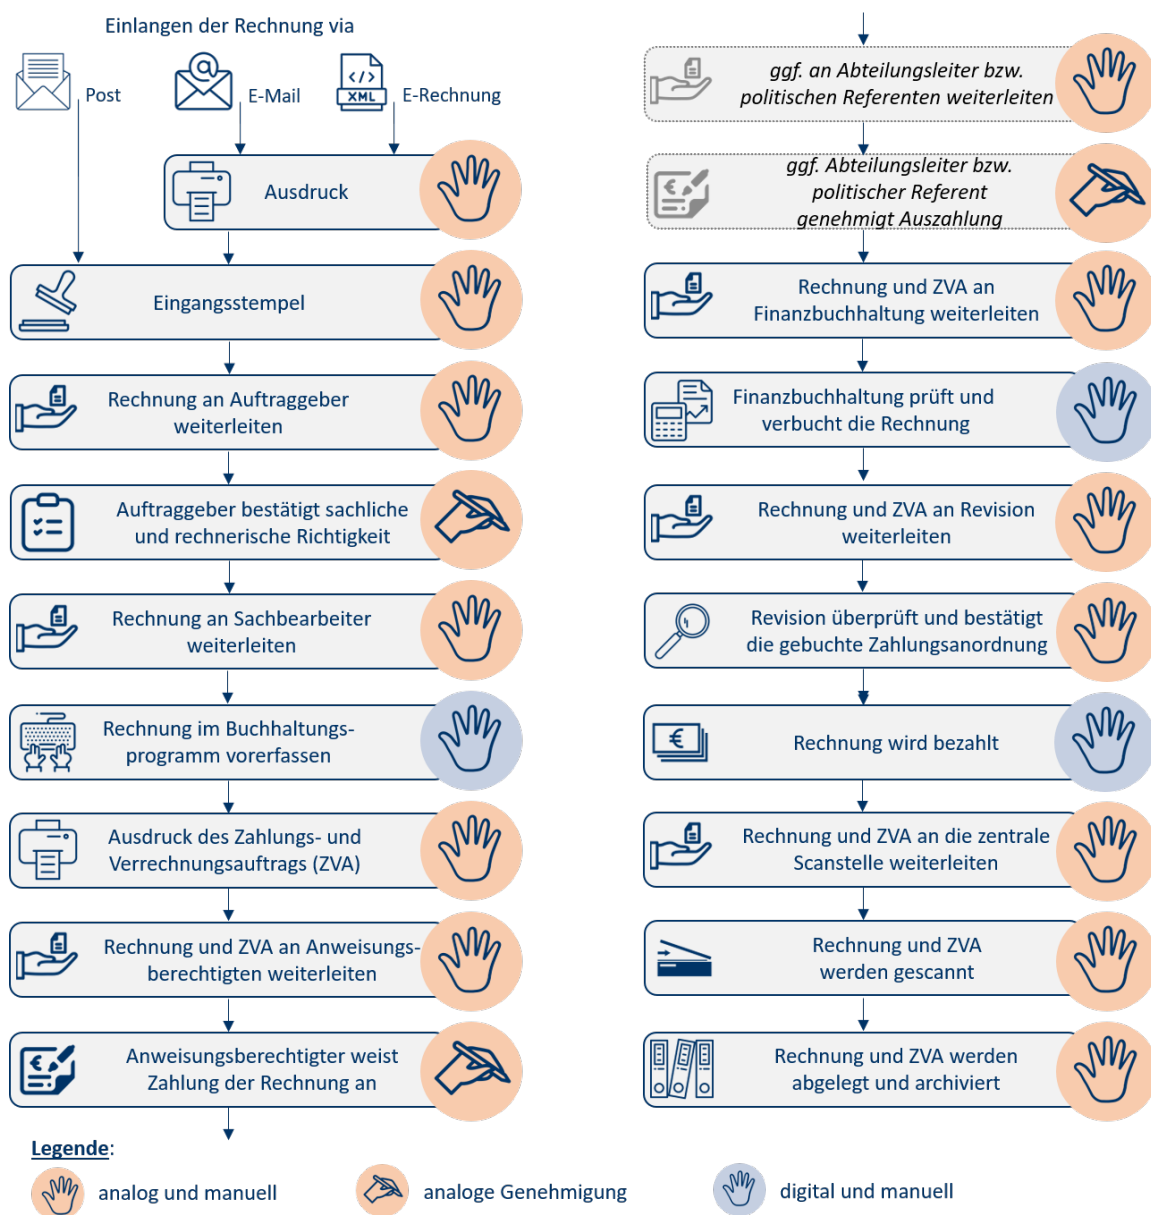 Einlangen der Rechnung via
Post
E-Mail
</>
XML
E-Rechnung
Ausdruck
Eingangsstempel
Rechnung an Auftraggeber
weiterleiten
Auftraggeber bestätigt sachliche
und rechnerische Richtigkeit
Rechnung an Sachbearbeiter
weiterleiten
Rechnung im Buchhaltungs-
programm vorerfassen
Ausdruck des Zahlungs- und
Verrechnungsauftrags (ZVA)
Rechnung und ZVA an Anweisungs-
berechtigten weiterleiten
€
Anweisungsberechtigter weist
Zahlung der Rechnung an
ggf. an Abteilungsleiter bzw.
politischen Referenten weiterleiten
€
ggf. Abteilungsleiter bzw.
politischer Referent
genehmigt Auszahlung
Rechnung und ZVA an
Finanzbuchhaltung weiterleiten
Finanzbuchhaltung prüft und
verbucht die Rechnung
Rechnung und ZVA an Revision
weiterleiten
Revision überprüft und bestätigt
die gebuchte Zahlungsanordnung
€
Rechnung wird bezahlt
Rechnung und ZVA an die zentrale
Scanstelle weiterleiten
Rechnung und ZVA
werden gescannt
Rechnung und ZVA werden
abgelegt und archiviert
Legende:
analog und manuell
analoge Genehmigung
digital und manuell